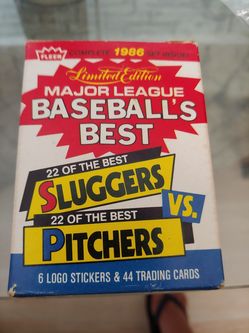 FLEER
COMPLETE 1986 SET INSIDE!
Limited Edition
MAJOR LEAGUE
BASEBALL'S
BEST
22 OF THE BEST
SLUGGERS
VS.
22 OF THE BEST
PITCHERS
6 LOGO STICKERS & 44 TRADING CARDS